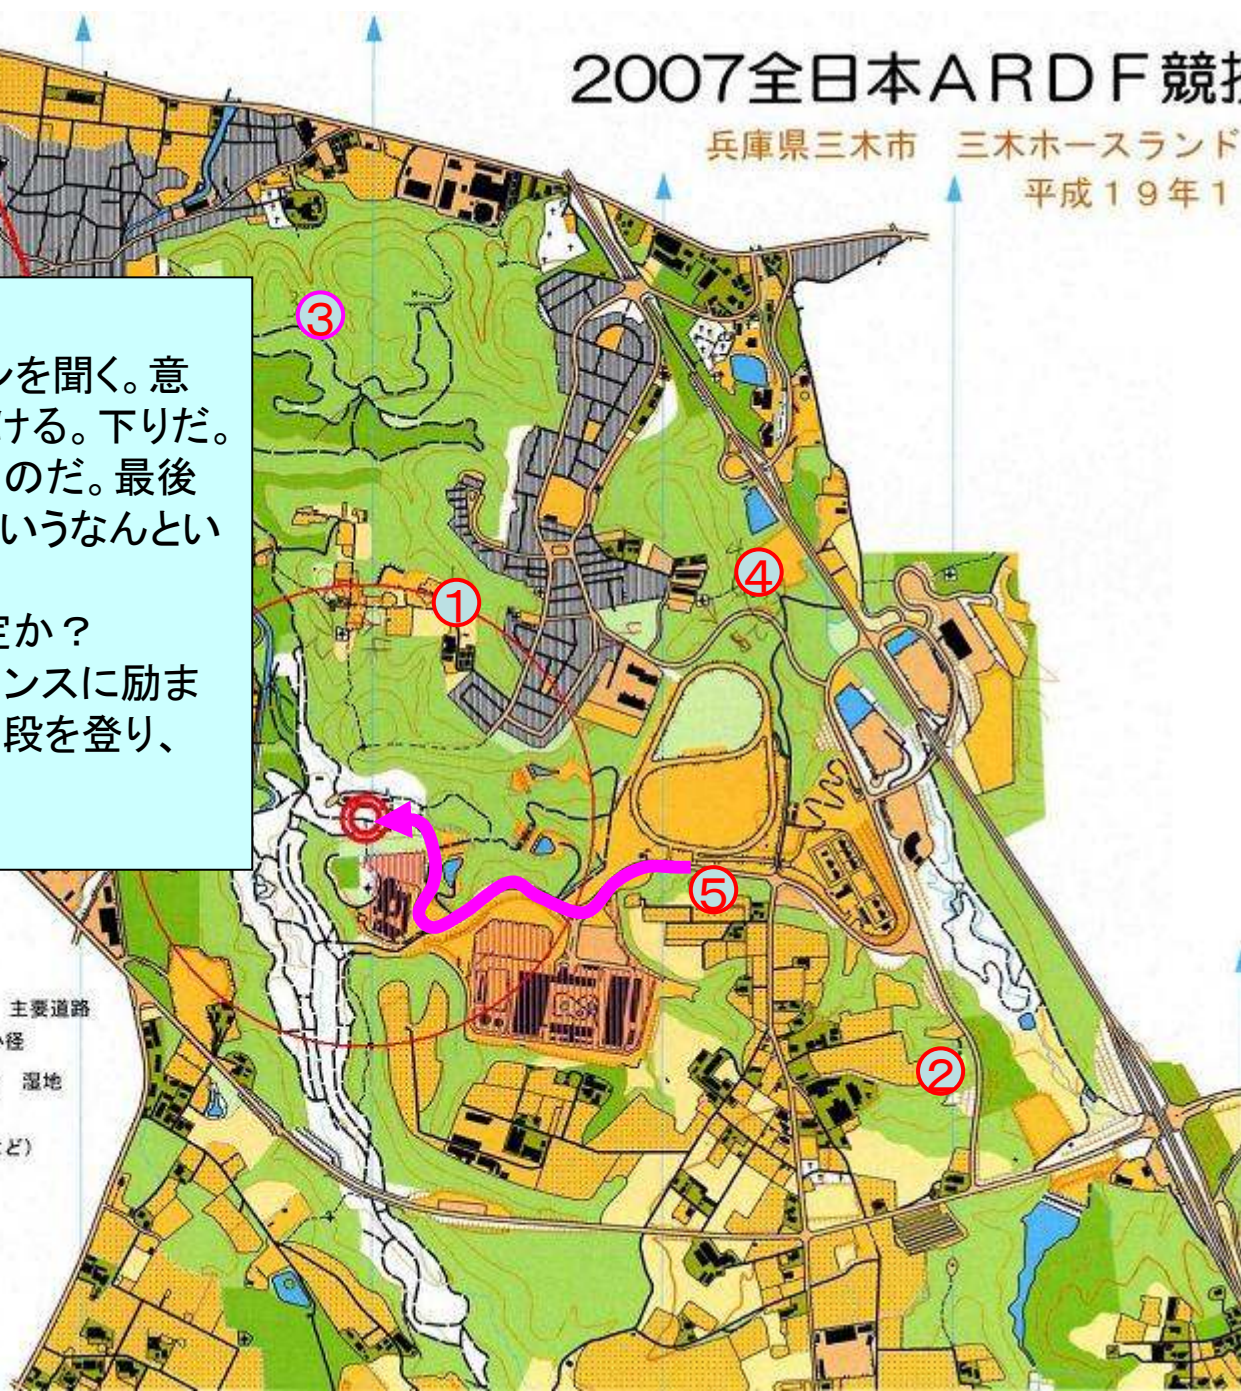 2007全日本ARDF競技
兵庫県三木市 三木ホースランド
平成19年1
③
ンを聞く。意
ける。下りだ。
のだ。最後
いうなんとい
④
①
定か？
ンスに励ま
段を登り、
⑤
主要道路
小径
②
湿地
など）